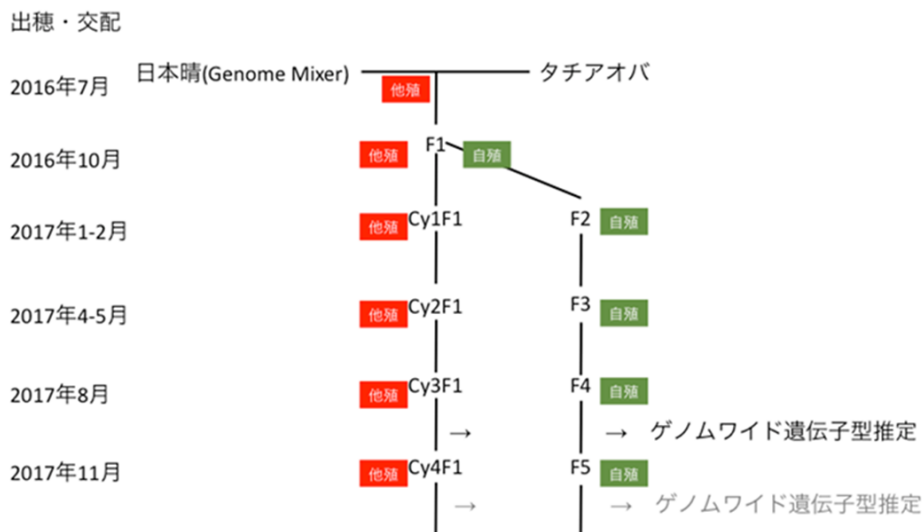 出穂・交配
日本晴(Genome Mixer) タチアオバ
2016年7月 他殖
2016年10月 他殖 F1 自殖
2017年1-2月 他殖 Cy1F1 F2 自殖
2017年4-5月 他殖 Cy2F1 F3 自殖
2017年8月 他殖 Cy3F1 F4 自殖
→ → ゲノムワイド遺伝子型推定
2017年11月 他殖 Cy4F1 F5 自殖
→ → ゲノムワイド遺伝子型推定